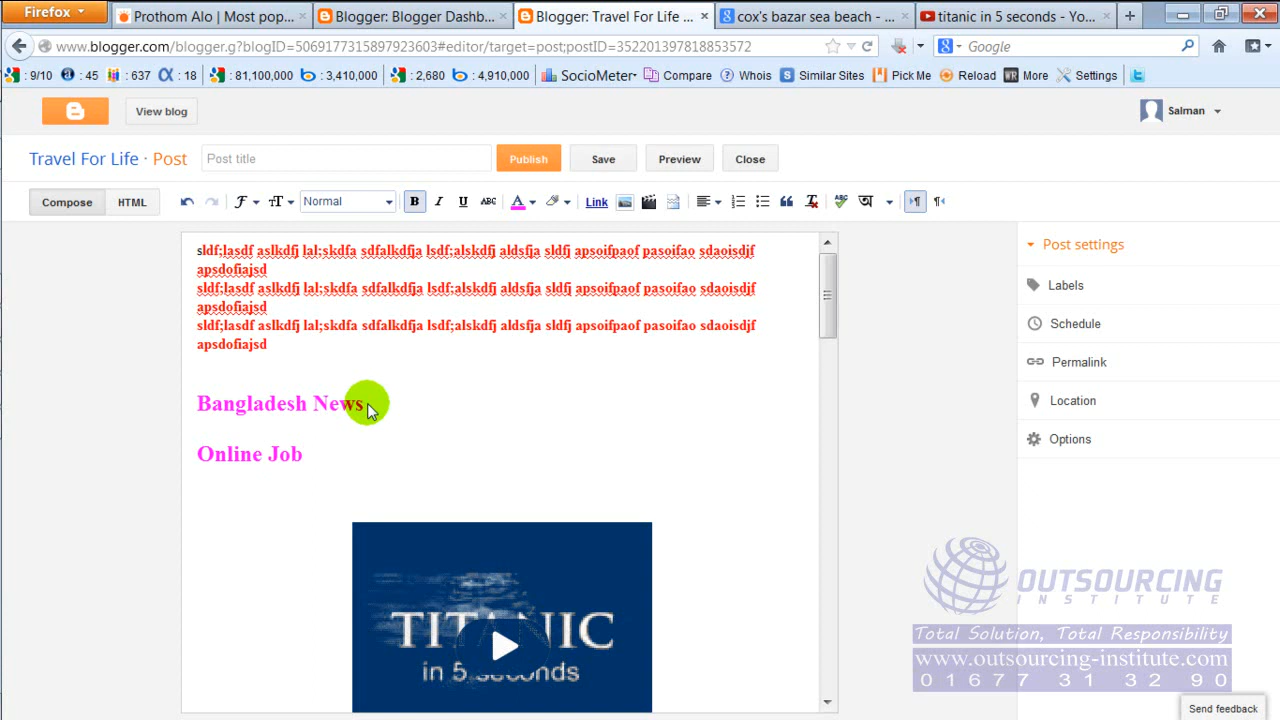 Firefox
Prothom Alo | Most pop...
Blogger: Blogger Dashb...
Blogger: Travel For Life ...
cox's bazar sea beach - ...
titanic in 5 seconds - Yo...
www.blogger.com/blogger.g?blogID=5069177315897923603#editor/target=post;postID=352201397818853572
Google
: 9/10
: 45
: 637
: 18
: 81,100,000
: 3,410,000
: 2,680
: 4,910,000
SocioMeter
Compare
Whois
Similar Sites
Pick Me
Reload
More
Settings
View blog
Salman
Travel For Life · Post
Post title
Publish
Save
Preview
Close
Compose
HTML
Normal
B
I
U
ABC
A
Link
অ
sldf;lasdf aslkdfj lal;skdfa sdfalkdfja lsdf;alskdfj aldsfja sldfj apsoifpaof pasoifao sdaoisdjf
apsdofiajsd
sldf;lasdf aslkdfj lal;skdfa sdfalkdfja lsdf;alskdfj aldsfja sldfj apsoifpaof pasoifao sdaoisdjf
apsdofiajsd
sldf;lasdf aslkdfj lal;skdfa sdfalkdfja lsdf;alskdfj aldsfja sldfj apsoifpaof pasoifao sdaoisdjf
apsdofiajsd
Bangladesh News
Online Job
TITANIC
in 5 seconds
Post settings
Labels
Schedule
Permalink
Location
Options
OUTSOURCING
INSTITUTE
Total Solution, Total Responsibility
www.outsourcing-institute.com
01677 31 32 90
Send feedback